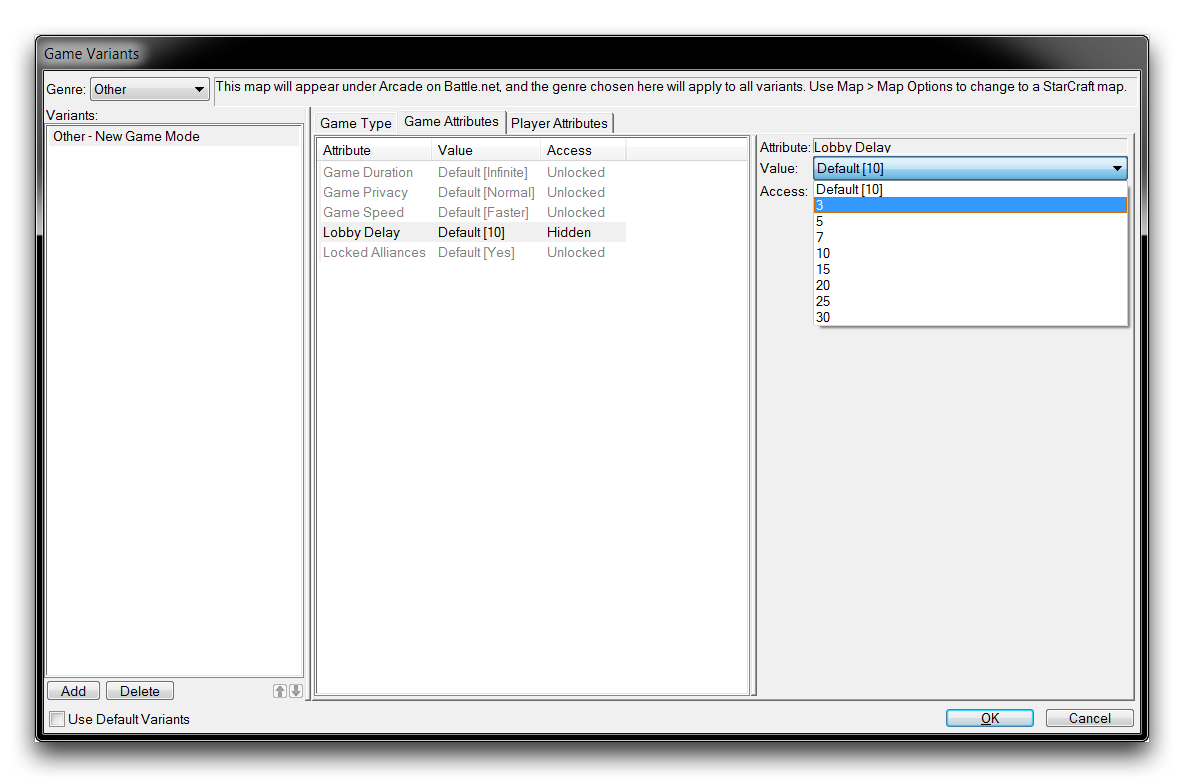 Game Variants
Genre: Other This map will appear under Arcade on Battle.net, and the genre chosen here will apply to all variants. Use Map > Map Options to change to a StarCraft map.
Variants:
Other - New Game Mode
Game Type Game Attributes Player Attributes
Attribute Value Access
Game Duration Default [Infinite] Unlocked
Game Privacy Default [Normal] Unlocked
Game Speed Default [Faster] Unlocked
Lobby Delay Default [10] Hidden
Locked Alliances Default [Yes] Unlocked
Attribute: Lobby Delay
Value: Default [10]
Access: Default [10]
3
5
7
10
15
20
25
30
Add Delete
Use Default Variants
OK Cancel